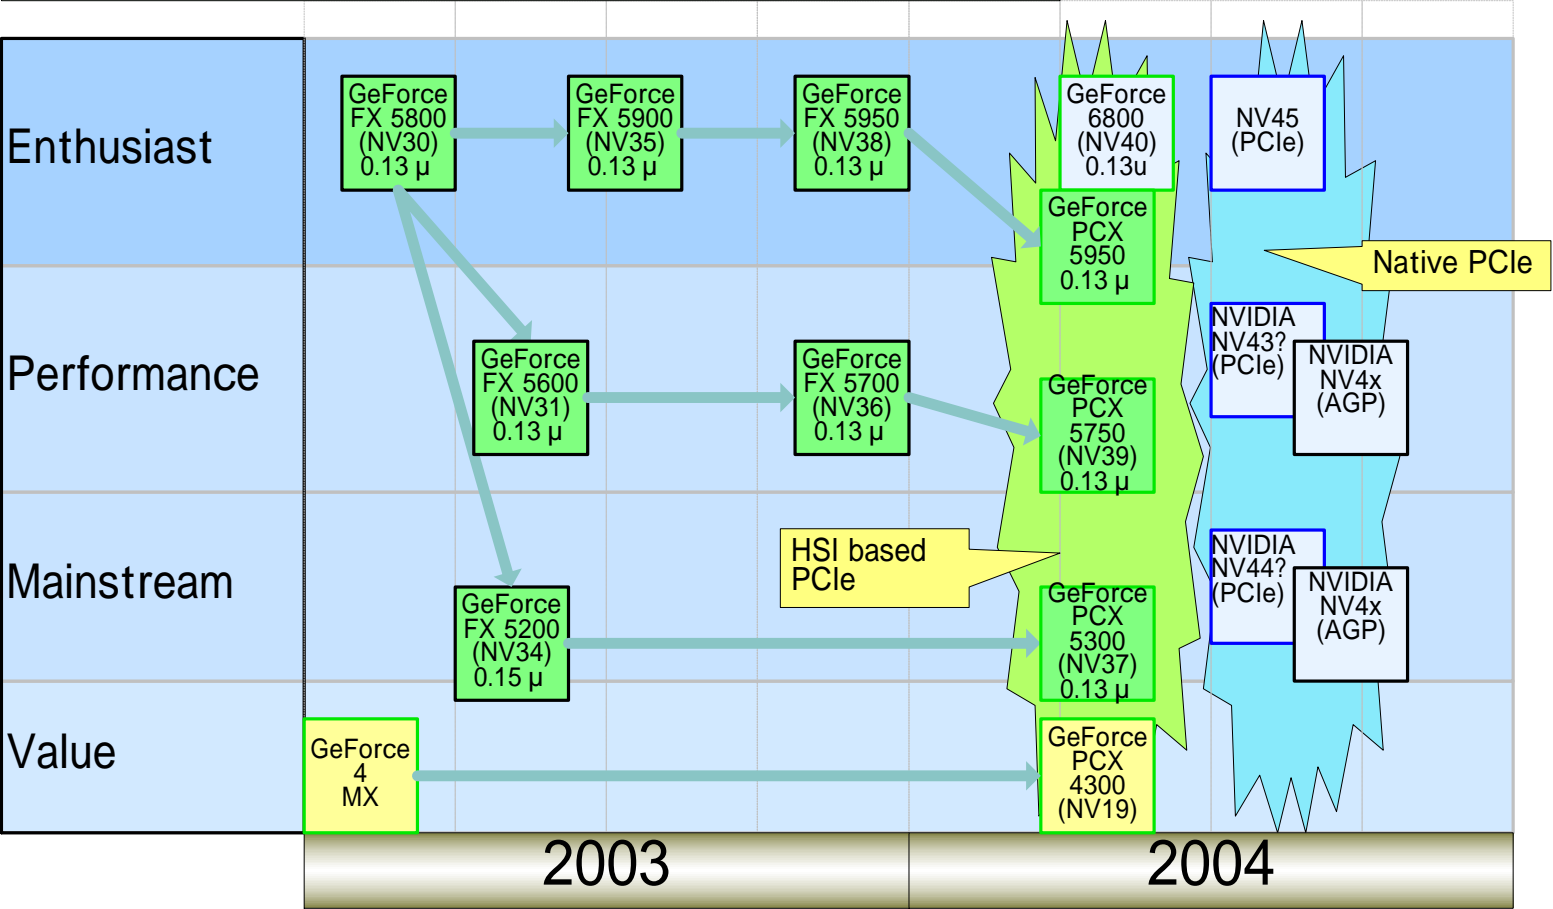 Enthusiast
GeForce
FX 5800
(NV30)
0.13 µ
GeForce
FX 5900
(NV35)
0.13 µ
GeForce
FX 5950
(NV38)
0.13 µ
GeForce
6800
(NV40)
0.13u
NV45
(PCIe)
GeForce
PCX
5950
0.13 µ
Native PCIe
Performance
GeForce
FX 5600
(NV31)
0.13 µ
GeForce
FX 5700
(NV36)
0.13 µ
GeForce
PCX
5750
(NV39)
0.13 µ
NVIDIA
NV43?
(PCIe)
NVIDIA
NV4x
(AGP)
HSI based
PCIe
Mainstream
GeForce
FX 5200
(NV34)
0.15 µ
GeForce
PCX
5300
(NV37)
0.13 µ
NVIDIA
NV44?
(PCIe)
NVIDIA
NV4x
(AGP)
Value
GeForce
4
MX
GeForce
PCX
4300
(NV19)
2003
2004